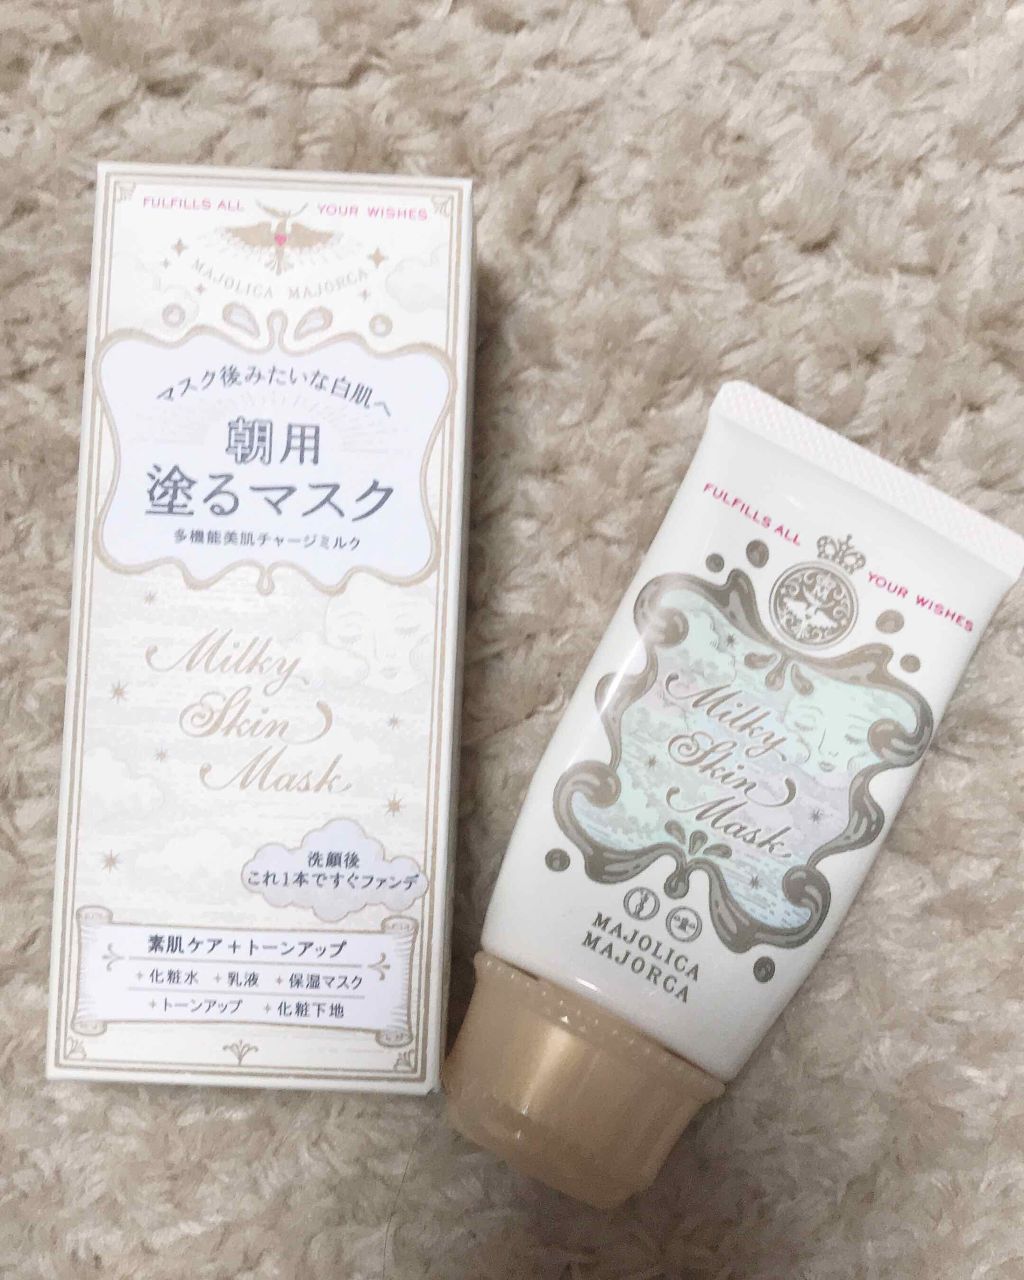 FULFILLS ALL YOUR WISHES
MAJOLICA MAJORCA
マスク後みたいな白肌へ
朝用
塗るマスク
多機能美肌チャージミルク
Milky
Skin
Mask
洗顔後
これ1本ですぐファンデ
素肌ケア+トーンアップ
+化粧水 +乳液 +保湿マスク
+トーンアップ +化粧下地
FULFILLS ALL YOUR WISHES
Milky
Skin
Mask
MAJOLICA
MAJORCA